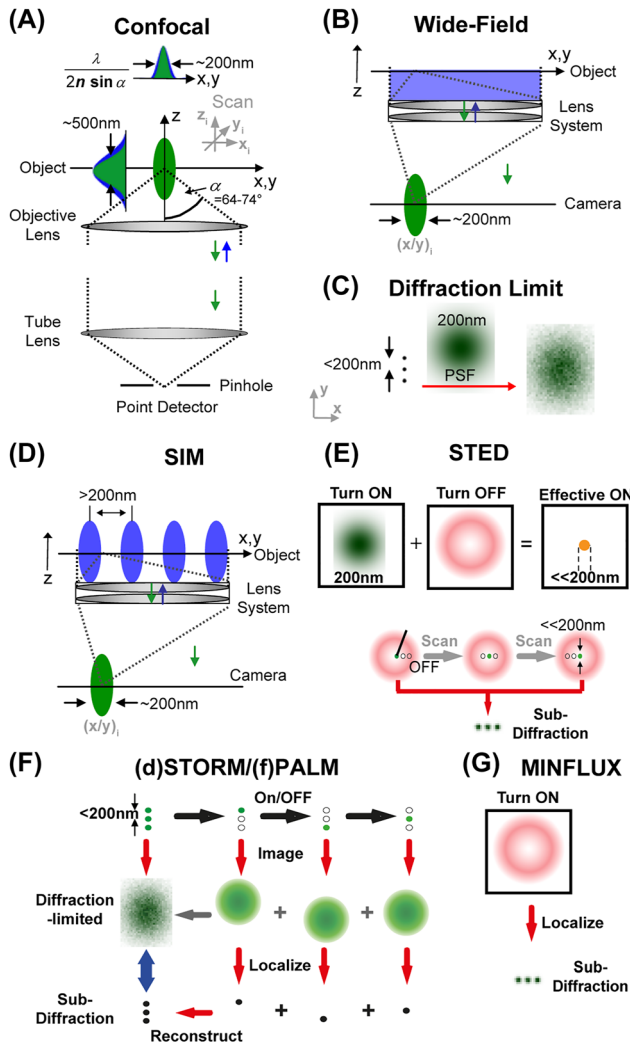 (A) Confocal
λ
2n sin α
~200nm
x,y
Scan
z
zi
yi
xi
~500nm
Object
x,y
α
=64-74°
Objective
Lens
Tube
Lens
Pinhole
Point Detector
(B) Wide-Field
x,y
z
Object
Lens
System
Camera
~200nm
(x/y)i
(C) Diffraction Limit
200nm
<200nm
PSF
y
x
(D) SIM
>200nm
x,y
z
Object
Lens
System
Camera
~200nm
(x/y)i
(E) STED
Turn ON Turn OFF Effective ON
+ =
200nm <<200nm
Scan Scan <<200nm
OFF
Sub-
Diffraction
(F) (d)STORM/(f)PALM
On/OFF
<200nm
Image
Diffraction
-limited
+ +
Localize
Sub-
Diffraction
+ +
Reconstruct
(G) MINFLUX
Turn ON
Localize
Sub-
Diffraction